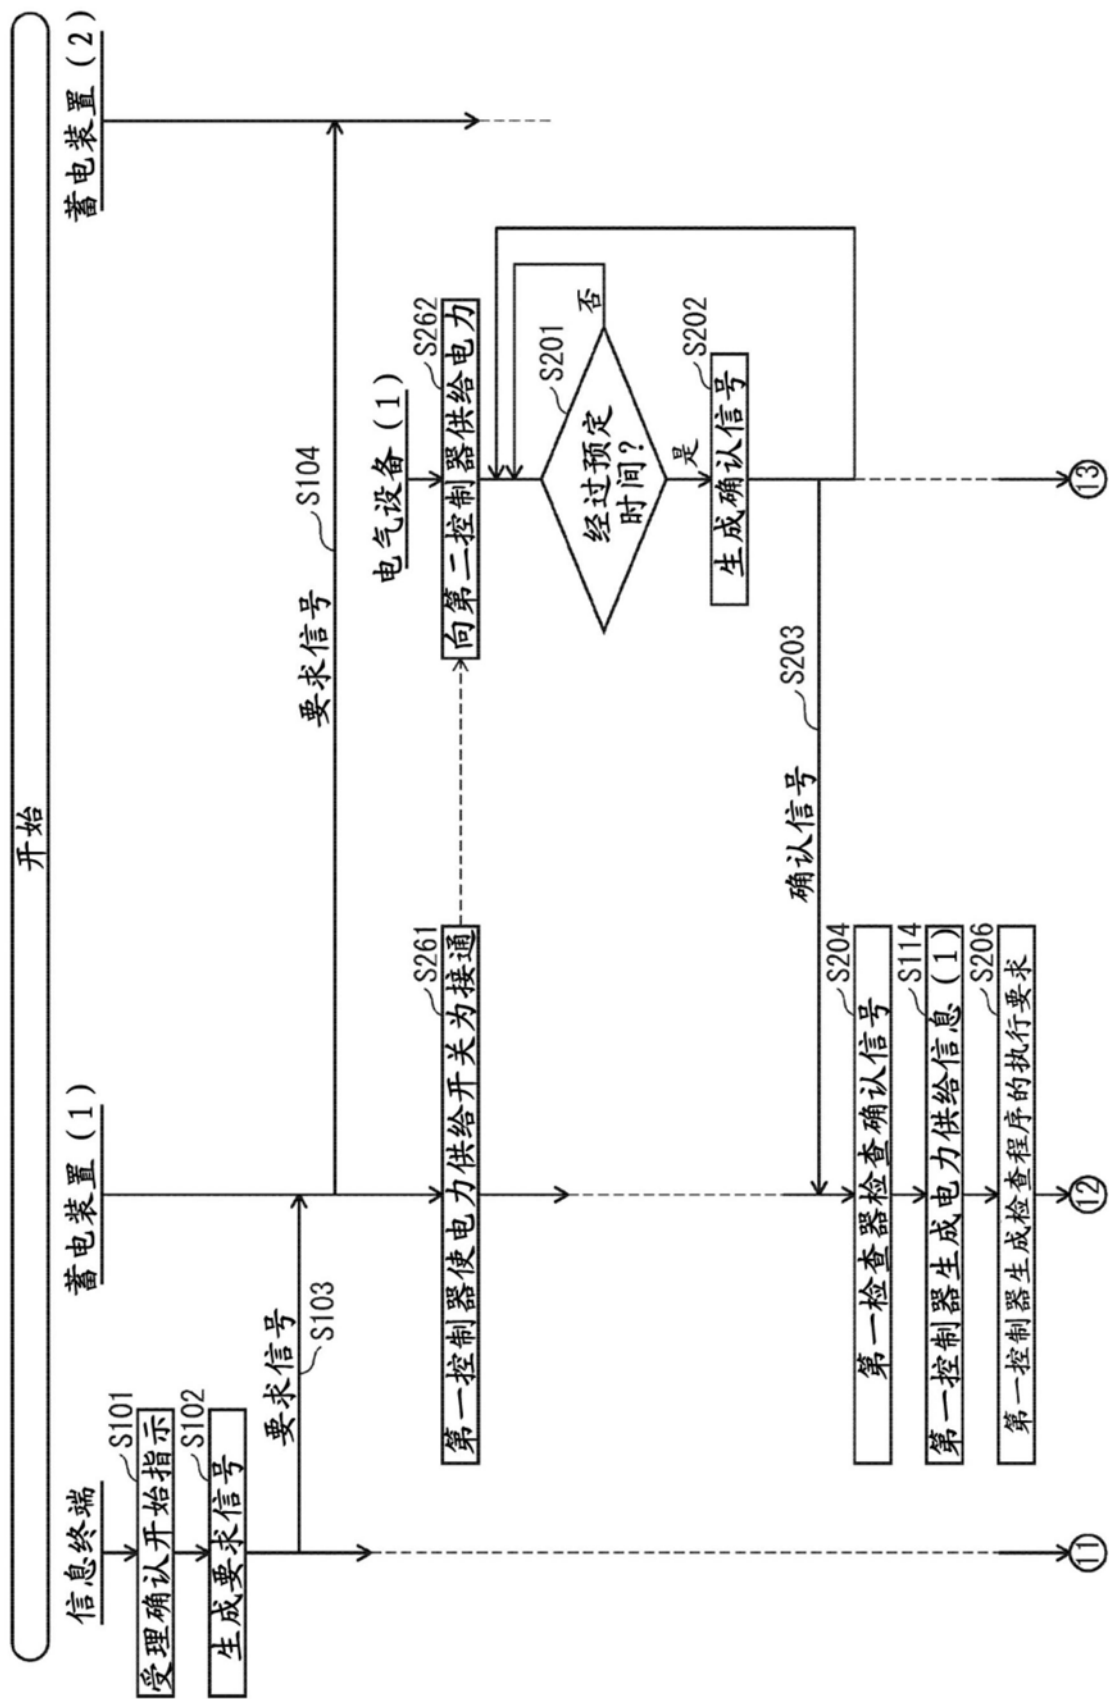 开始
信息终端
受理确认开始指示
S101
生成要求信号
S102
要求信号
S103
蓄电装置(1)
要求信号
S104
蓄电装置(2)
第一控制器使电力供给开关为接通
S261
电气设备(1)
向第二控制器供给电力
S262
经过预定
时间?
S201
否
是
生成确认信号
S202
确认信号
S203
第一检查器检查确认信号
S204
第一控制器生成电力供给信息(1)
S114
第一控制器生成检查程序的执行要求
S206
⑪
⑫
⑬